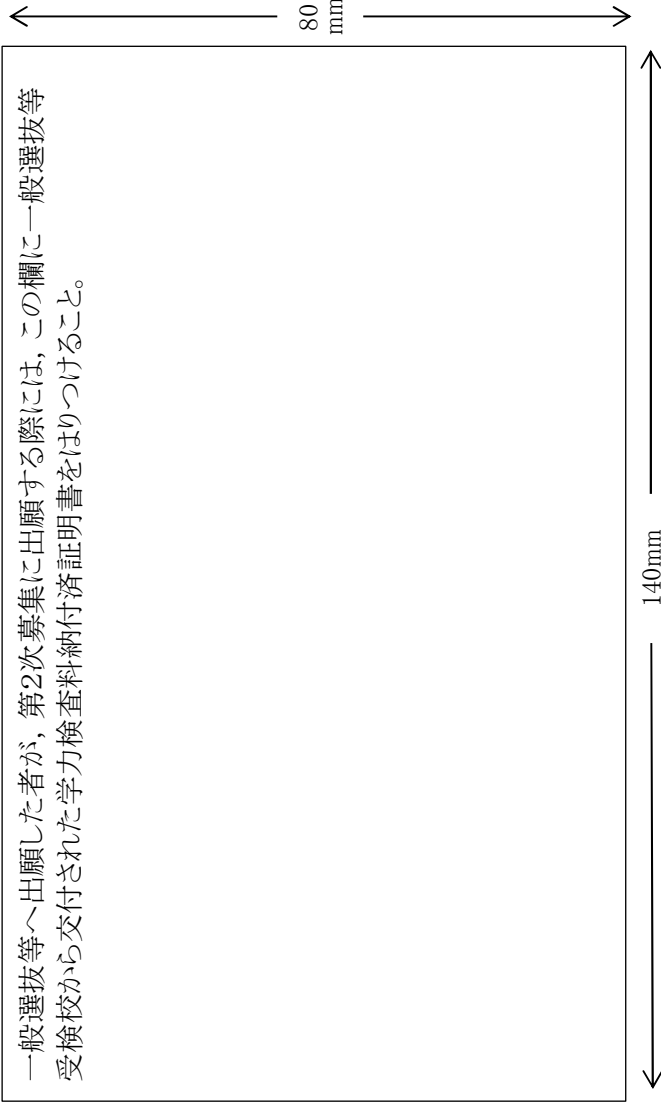 一般選抜等へ出願した者が，第2次募集に出願する際には，この欄に一般選抜等
受検校から交付された学力検査料納付済証明書をはりつけること。
80
mm
140mm